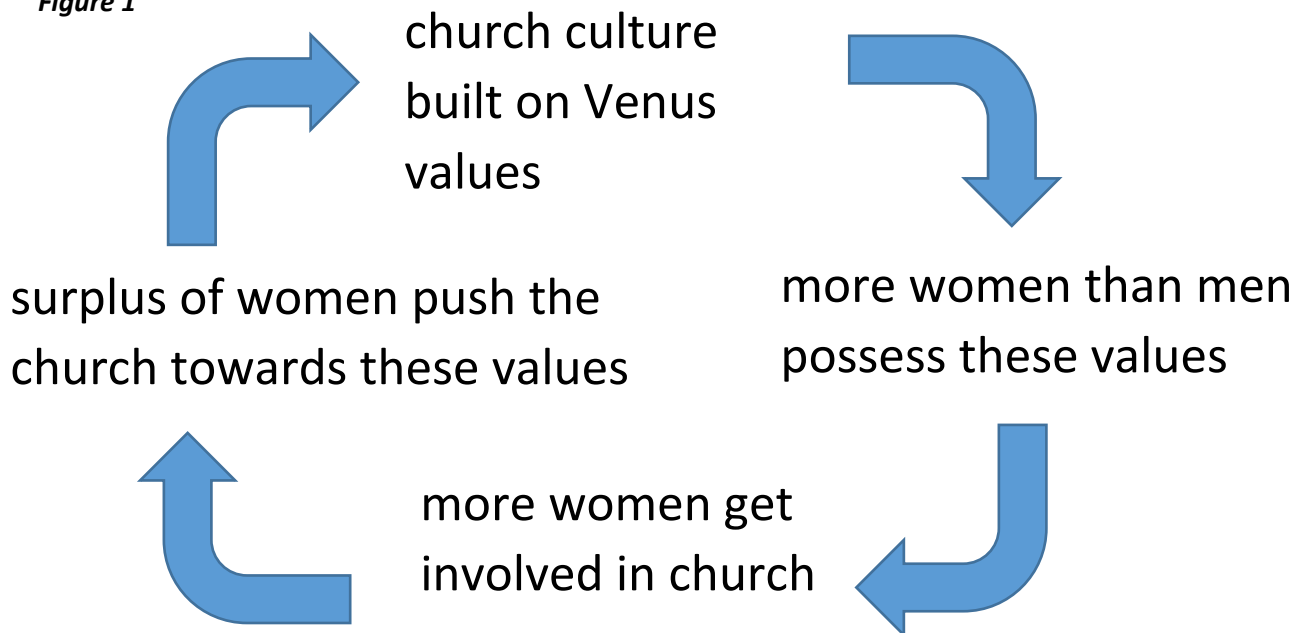 Figure 1
church culture
built on Venus
values
more women than men
possess these values
more women get
involved in church
surplus of women push the
church towards these values